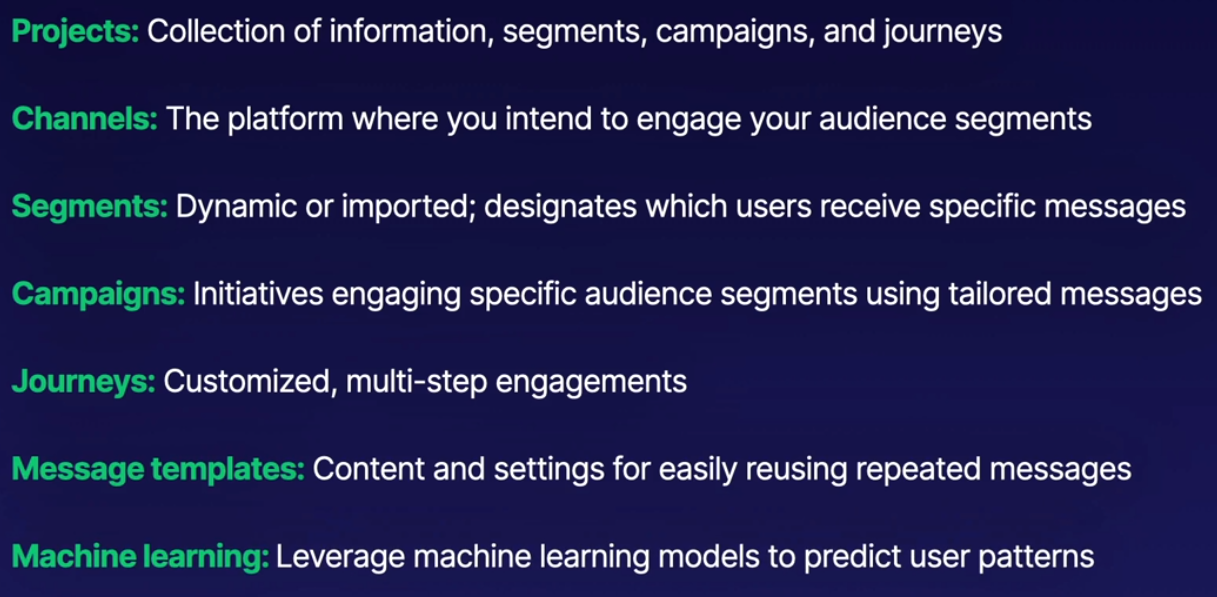 Projects: Collection of information, segments, campaigns, and journeys
Channels: The platform where you intend to engage your audience segments
Segments: Dynamic or imported; designates which users receive specific messages
Campaigns: Initiatives engaging specific audience segments using tailored messages
Journeys: Customized, multi-step engagements
Message templates: Content and settings for easily reusing repeated messages
Machine learning: Leverage machine learning models to predict user patterns